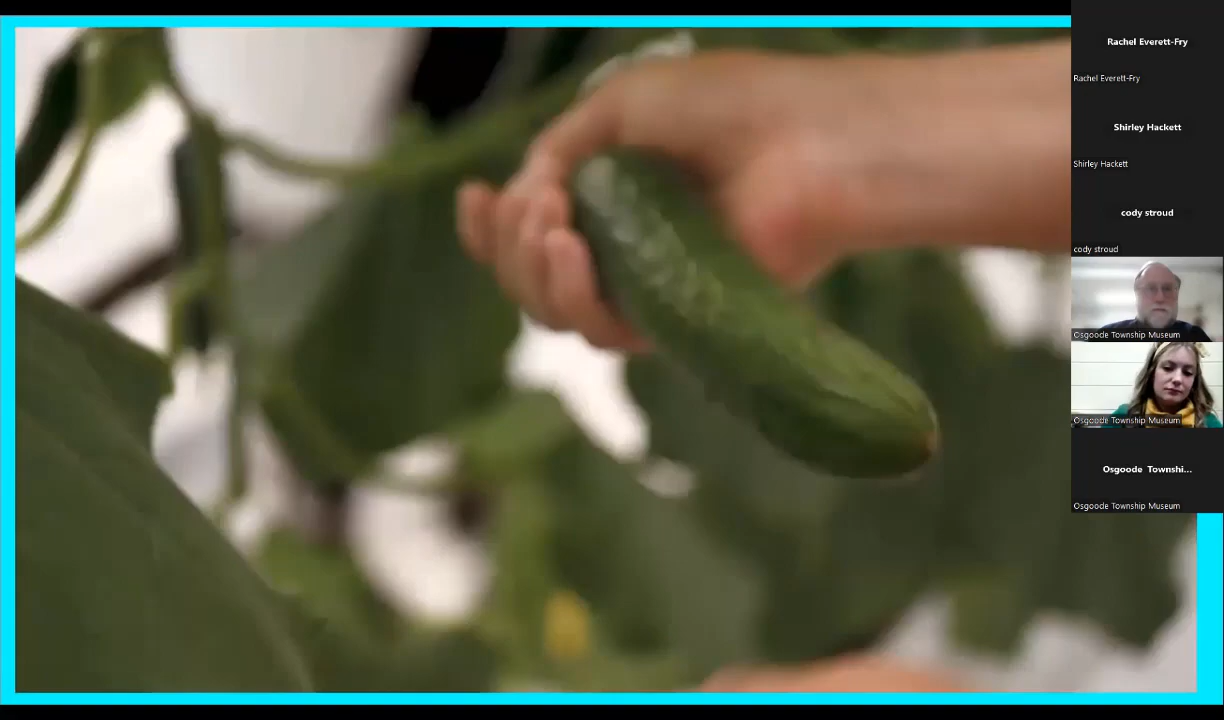 Rachel Everett-Fry
Rachel Everett-Fry
Shirley Hackett
Shirley Hackett
cody stroud
cody stroud
Osgoode Township Museum
Osgoode Township Museum
Osgoode Townshi...
Osgoode Township Museum